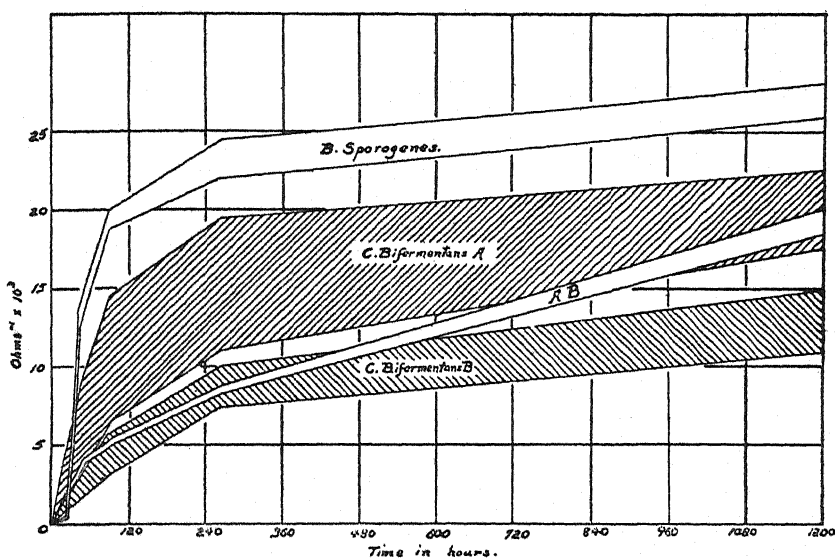 25
20
15
10
5
0
Ohms⁻¹ x 10³
B. Sporogenes.
C. Bifermentans A
A B
C. Bifermentans B
120 240 360 480 600 720 840 960 1080 1200
Time in hours.